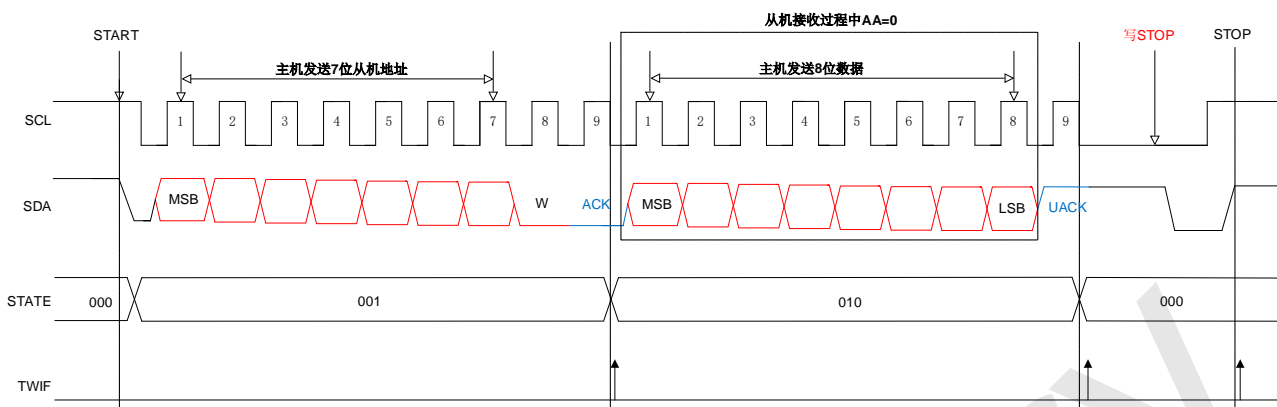 从机接收过程中AA=0
START
写STOP
STOP
主机发送7位从机地址
主机发送8位数据
SCL
1 2 3 4 5 6 7 8 9 1 2 3 4 5 6 7 8 9
SDA
MSB W ACK MSB LSB UACK
STATE 000 001 010 000
TWIF